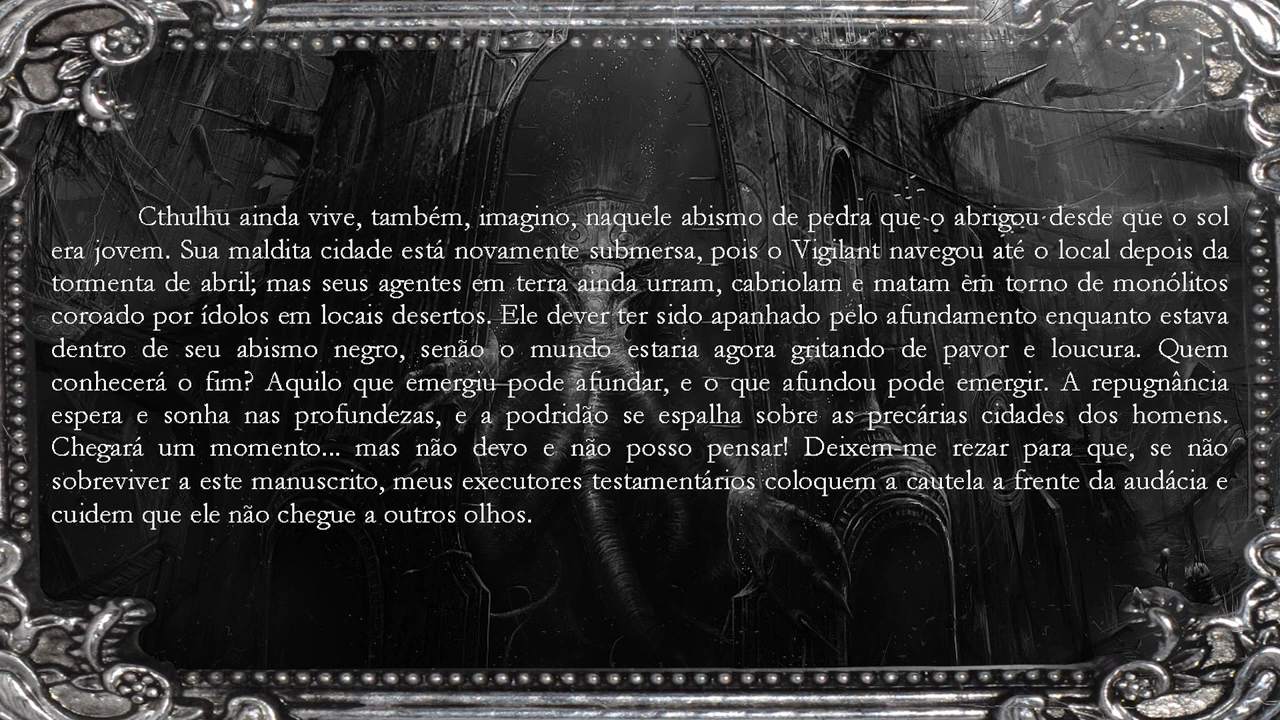 Cthulhu ainda vive, também, imagino, naquele abismo de pedra que o abrigou desde que o sol
era jovem. Sua maldita cidade está novamente submersa, pois o Vigilant navegou até o local depois da
tormenta de abril; mas seus agentes em terra ainda urram, cabriolam e matam em torno de monólitos
coroado por ídolos em locais desertos. Ele dever ter sido apanhado pelo afundamento enquanto estava
dentro de seu abismo negro, senão o mundo estaria agora gritando de pavor e loucura. Quem
conhecerá o fim? Aquilo que emergiu pode afundar, e o que afundou pode emergir. A repugnância
espera e sonha nas profundezas, e a podridão se espalha sobre as precárias cidades dos homens.
Chegará um momento... mas não devo e não posso pensar! Deixem-me rezar para que, se não
sobreviver a este manuscrito, meus executores testamentários coloquem a cautela a frente da audácia e
cuidem que ele não chegue a outros olhos.